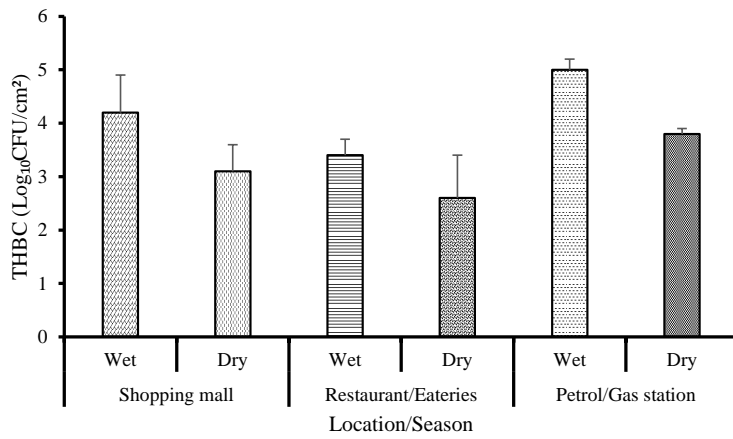 6
5
4
3
2
1
0
THBC (Log₁₀CFU/cm²)
Wet Dry Wet Dry Wet Dry
Shopping mall Restaurant/Eateries Petrol/Gas station
Location/Season